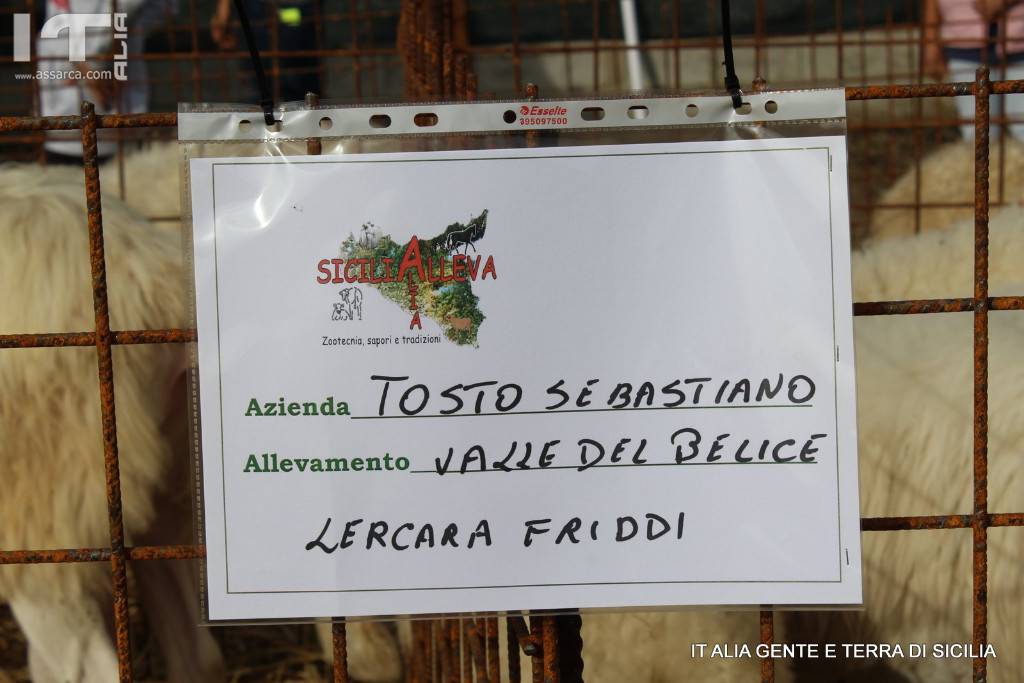 IT ALIA
www.assarca.com
Esselte
395097500
SICILIALLEVA
ALIA
Zootecnia, sapori e tradizioni
Azienda TOSTO SEBASTIANO
Allevamento VALLE DEL BELICE
LERCARA FRIDDI
IT ALIA GENTE E TERRA DI SICILIA